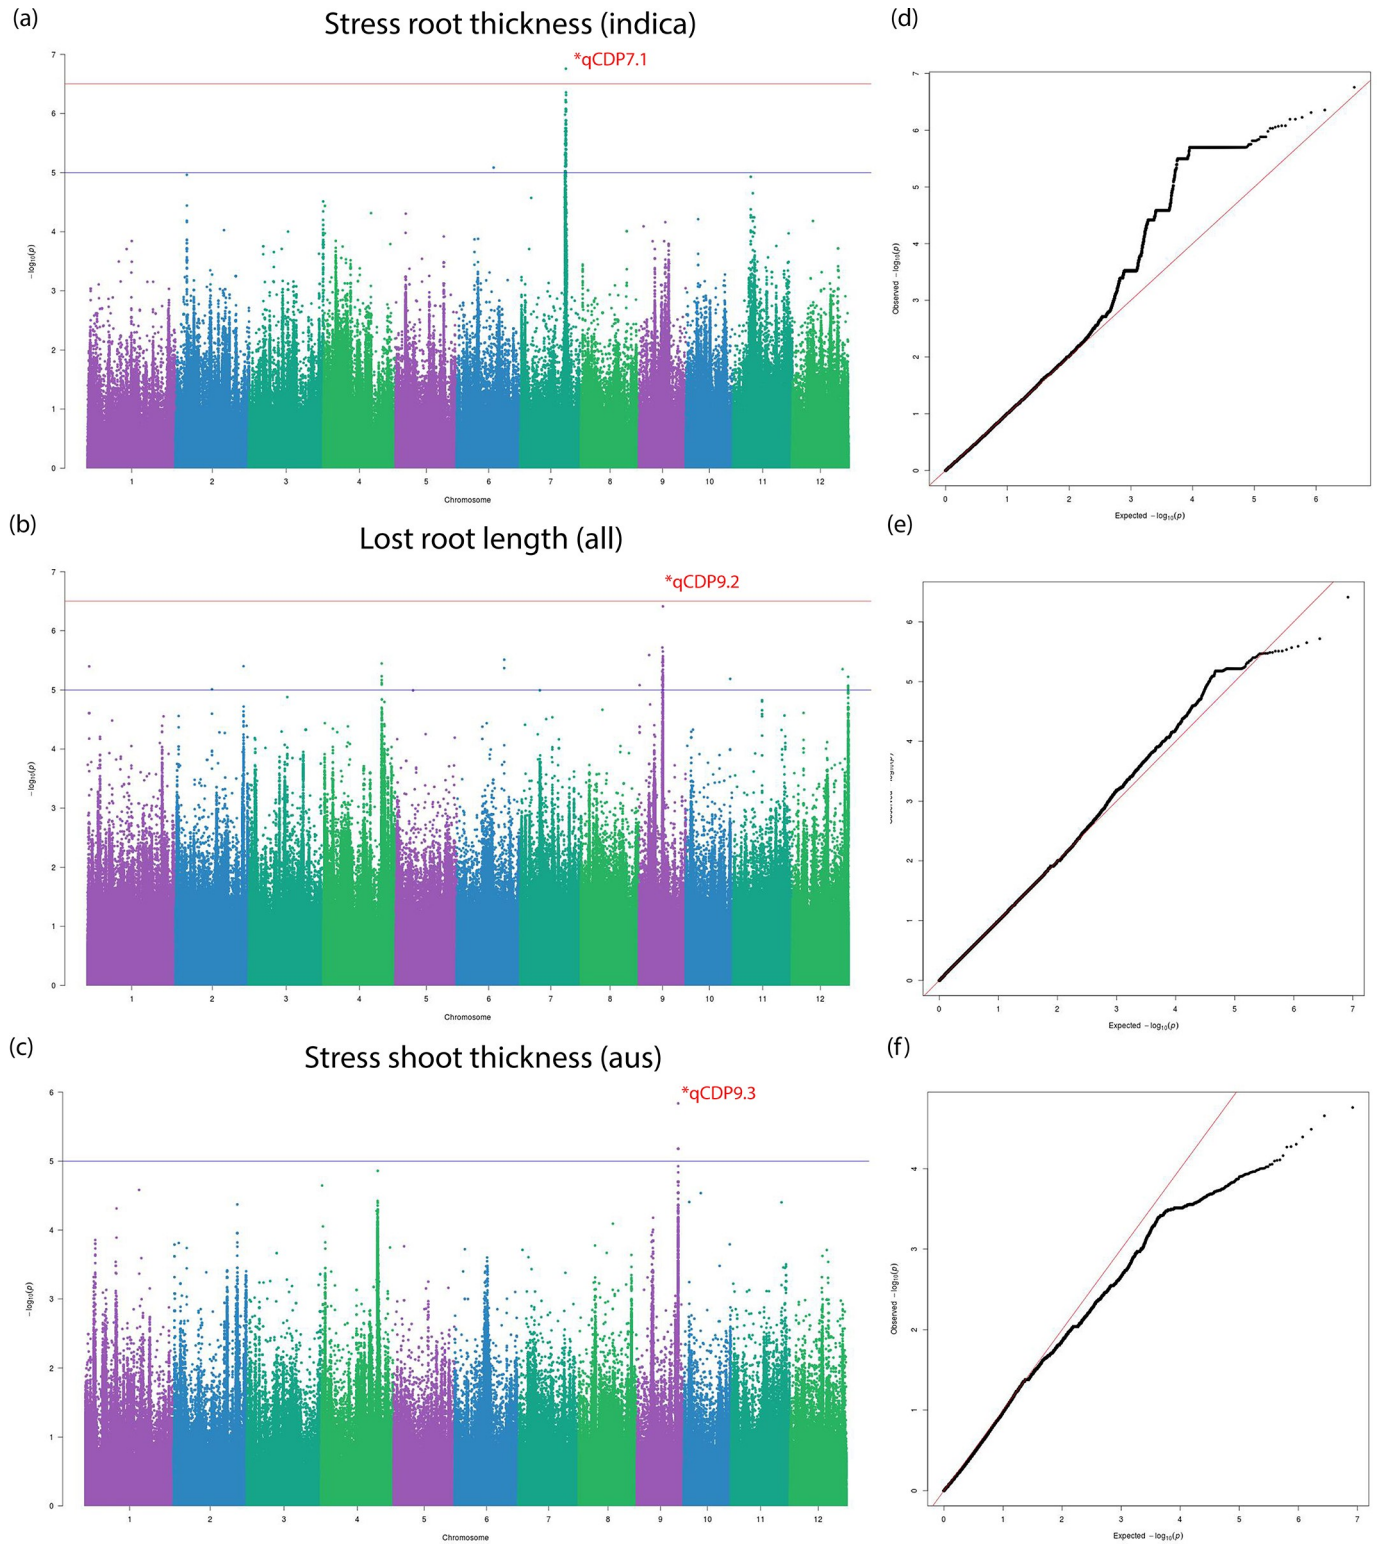 (a)
Stress root thickness (indica)
*qCDP7.1
7
6
5
4
3
2
1
0
− log10(p)
1 2 3 4 5 6 7 8 9 10 11 12
Chromosome
(d)
7
6
5
4
3
2
1
0
Observed −log10(p)
0 1 2 3 4 5 6
Expected −log10(p)
(b)
Lost root length (all)
*qCDP9.2
7
6
5
4
3
2
1
0
− log10(p)
1 2 3 4 5 6 7 8 9 10 11 12
Chromosome
(e)
6
5
4
3
2
1
0
0 1 2 3 4 5 6 7
Expected −log10(p)
(c)
Stress shoot thickness (aus)
*qCDP9.3
6
5
4
3
2
1
0
− log10(p)
1 2 3 4 5 6 7 8 9 10 11 12
Chromosome
(f)
4
3
2
1
0
Observed −log10(p)
0 1 2 3 4 5 6 7
Expected −log10(p)